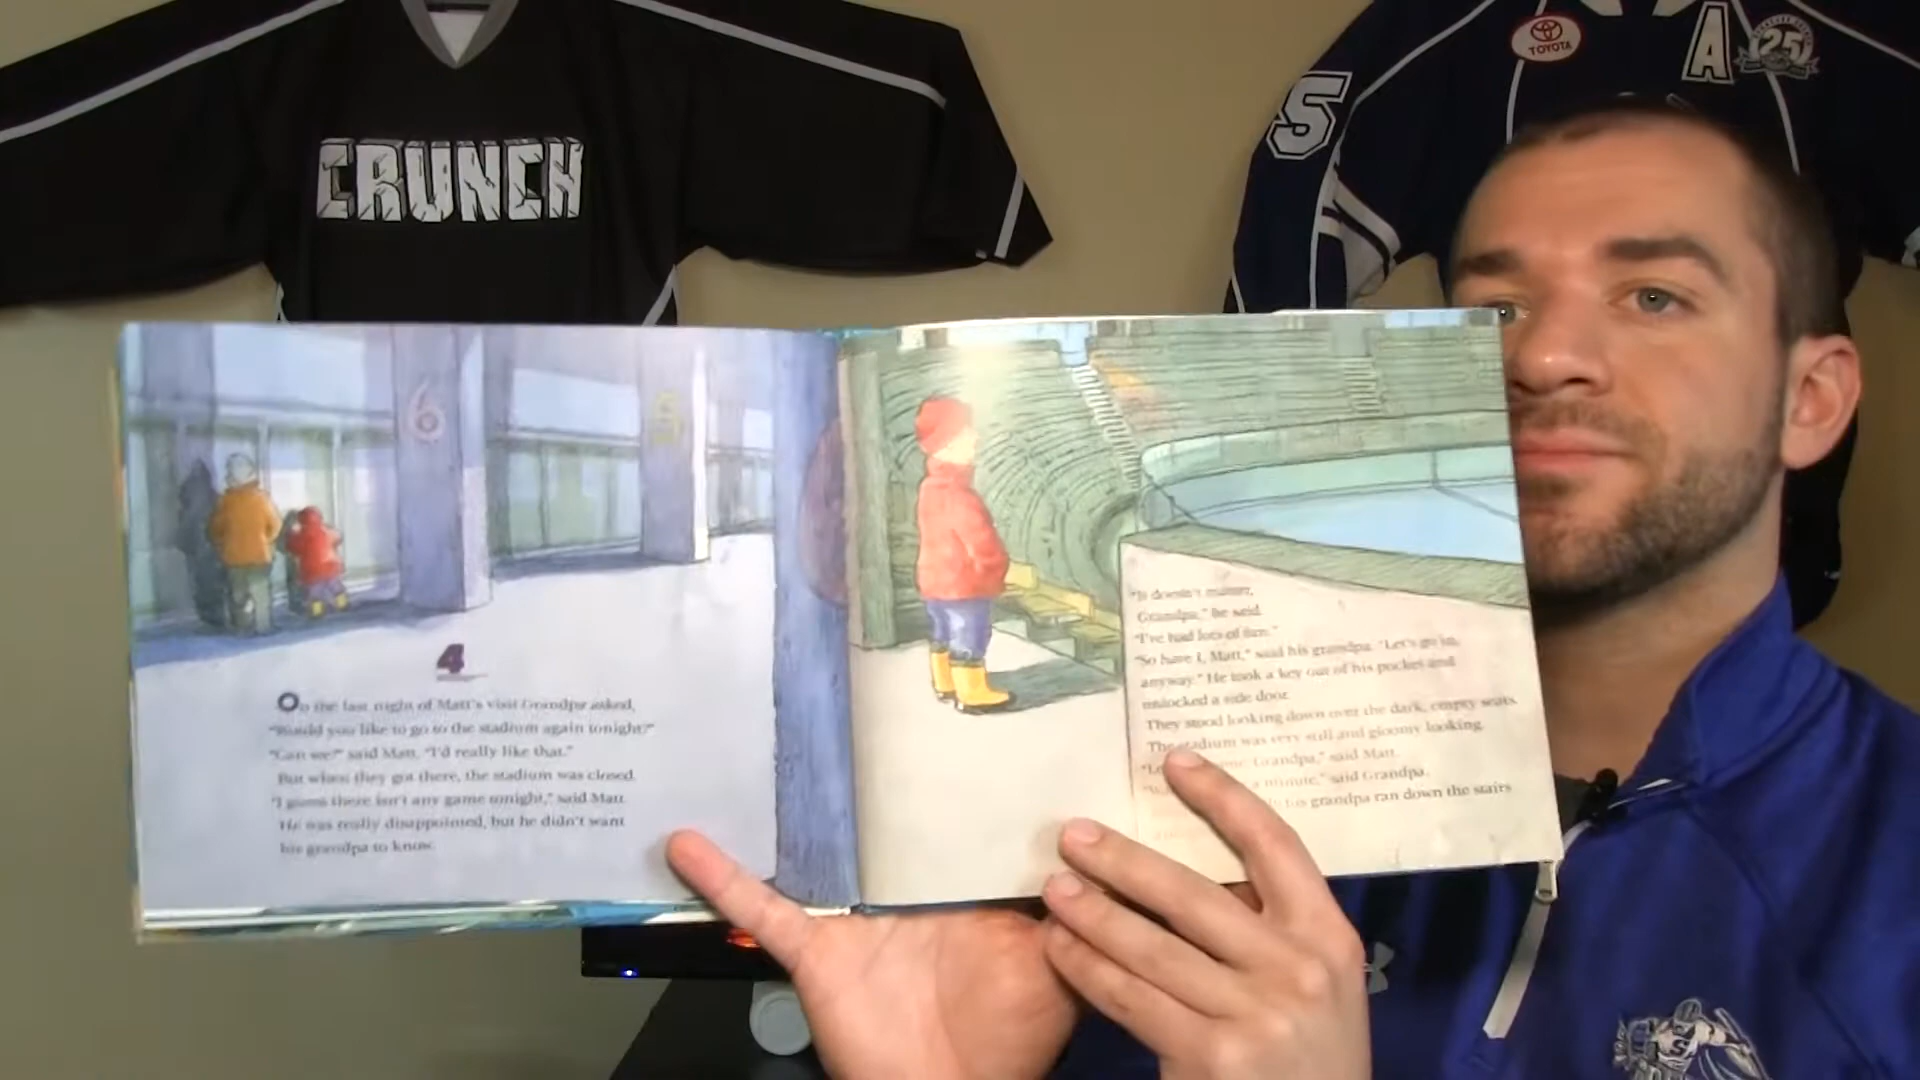 CRUNCH
S
TOYOTA
A
25
6
5
4
On the last night of Matt's visit Grandpa asked,
"Would you like to go to the stadium again tonight?"
"Can we?" said Matt. "I'd really like that."
But when they got there, the stadium was closed.
"I guess there isn't any game tonight," said Matt.
He was really disappointed, but he didn't want
his grandpa to know.
"It doesn't matter,
Grandpa," he said.
"I've had lots of fun."
"So have I, Matt," said his grandpa. "Let's go in,
anyway." He took a key out of his pocket and
unlocked a side door.
They stood looking down over the dark, empty seats.
The stadium was very still and gloomy looking.
Grandpa," said Matt.
a minute," said Grandpa.
his grandpa ran down the stairs